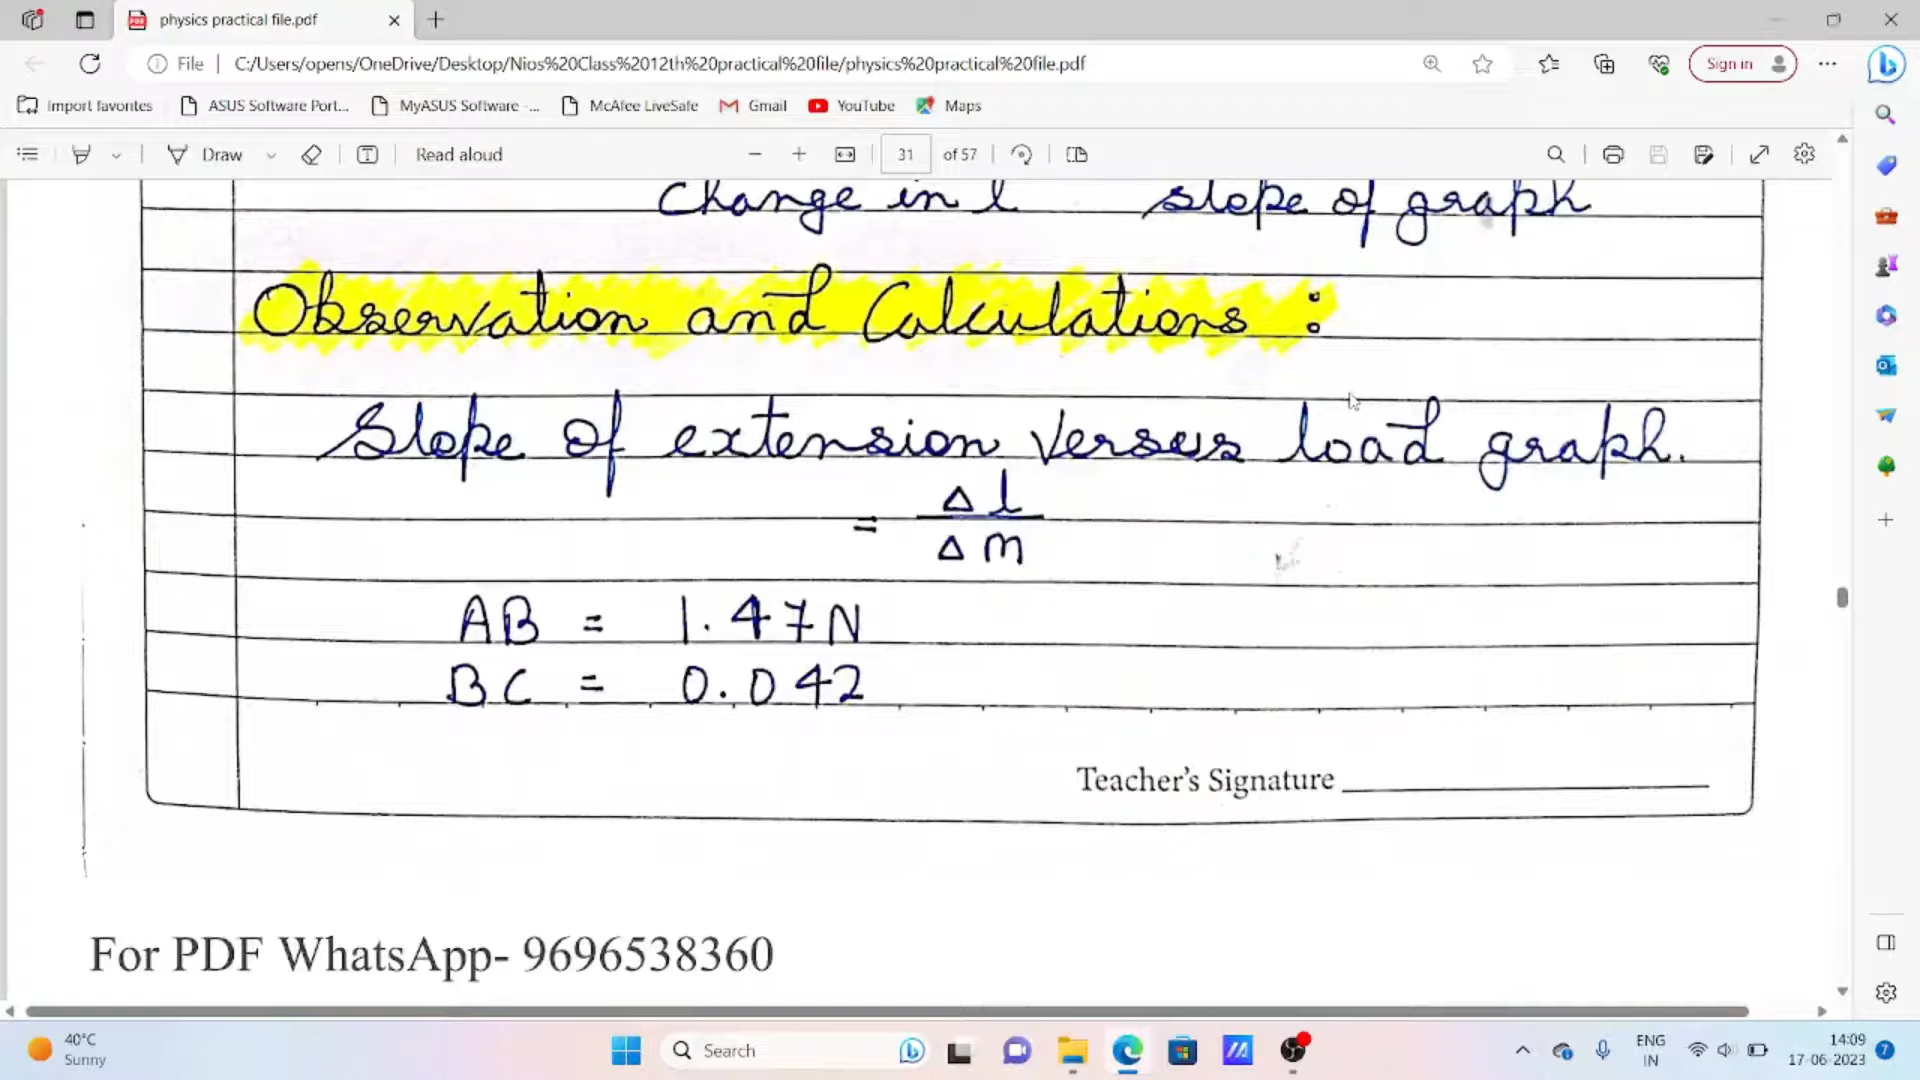 physics practical file.pdf
File C:/Users/opens/OneDrive/Desktop/Nios%20Class%2012th%20practical%20file/physics%20practical%20file.pdf Sign in
Import favorites ASUS Software Port... MyASUS Software - ... McAfee LiveSafe Gmail YouTube Maps
Draw Read aloud 31 of 57
Change in l slope of graph
Observation and Calculations :
Slope of extension versus load graph.
= Δ l
Δ m
AB = 1.47N
BC = 0.042
Teacher's Signature
For PDF WhatsApp- 9696538360
40°C
Sunny
Search
ENG
IN
14:09
17-06-2023
7